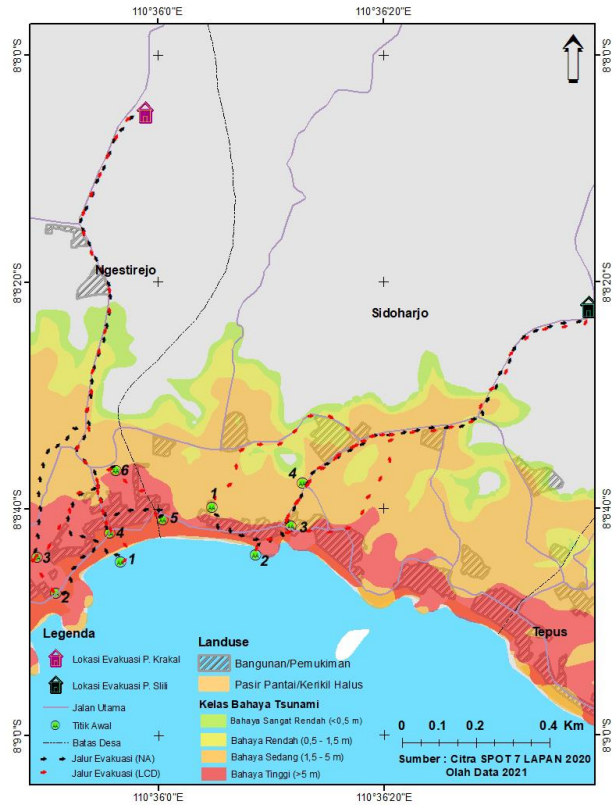 110°36'0"E 110°36'20"E
8°8'0"S 8°8'0"S
Ngestirejo
8°8'20"S 8°8'20"S
Sidoharjo
6
4
1
8°8'40"S 8°8'40"S
5
3
4
3
1
2
2
Tepus
Legenda
Lokasi Evakuasi P. Krakal
Lokasi Evakuasi P. Slili
Jalan Utama
Titik Awal
Batas Desa
Jalur Evakuasi (NA)
Jalur Evakuasi (LCD)
Landuse
Bangunan/Pemukiman
Pasir Pantai/Kerikil Halus
Kelas Bahaya Tsunami
Bahaya Sangat Rendah (<0,5 m)
Bahaya Rendah (0,5 - 1,5 m)
Bahaya Sedang (1,5 - 5 m)
Bahaya Tinggi (>5 m)
0 0.1 0.2 0.4 Km
Sumber : Citra SPOT 7 LAPAN 2020
Olah Data 2021
8°9'0"S 8°9'0"S
110°36'0"E 110°36'20"E